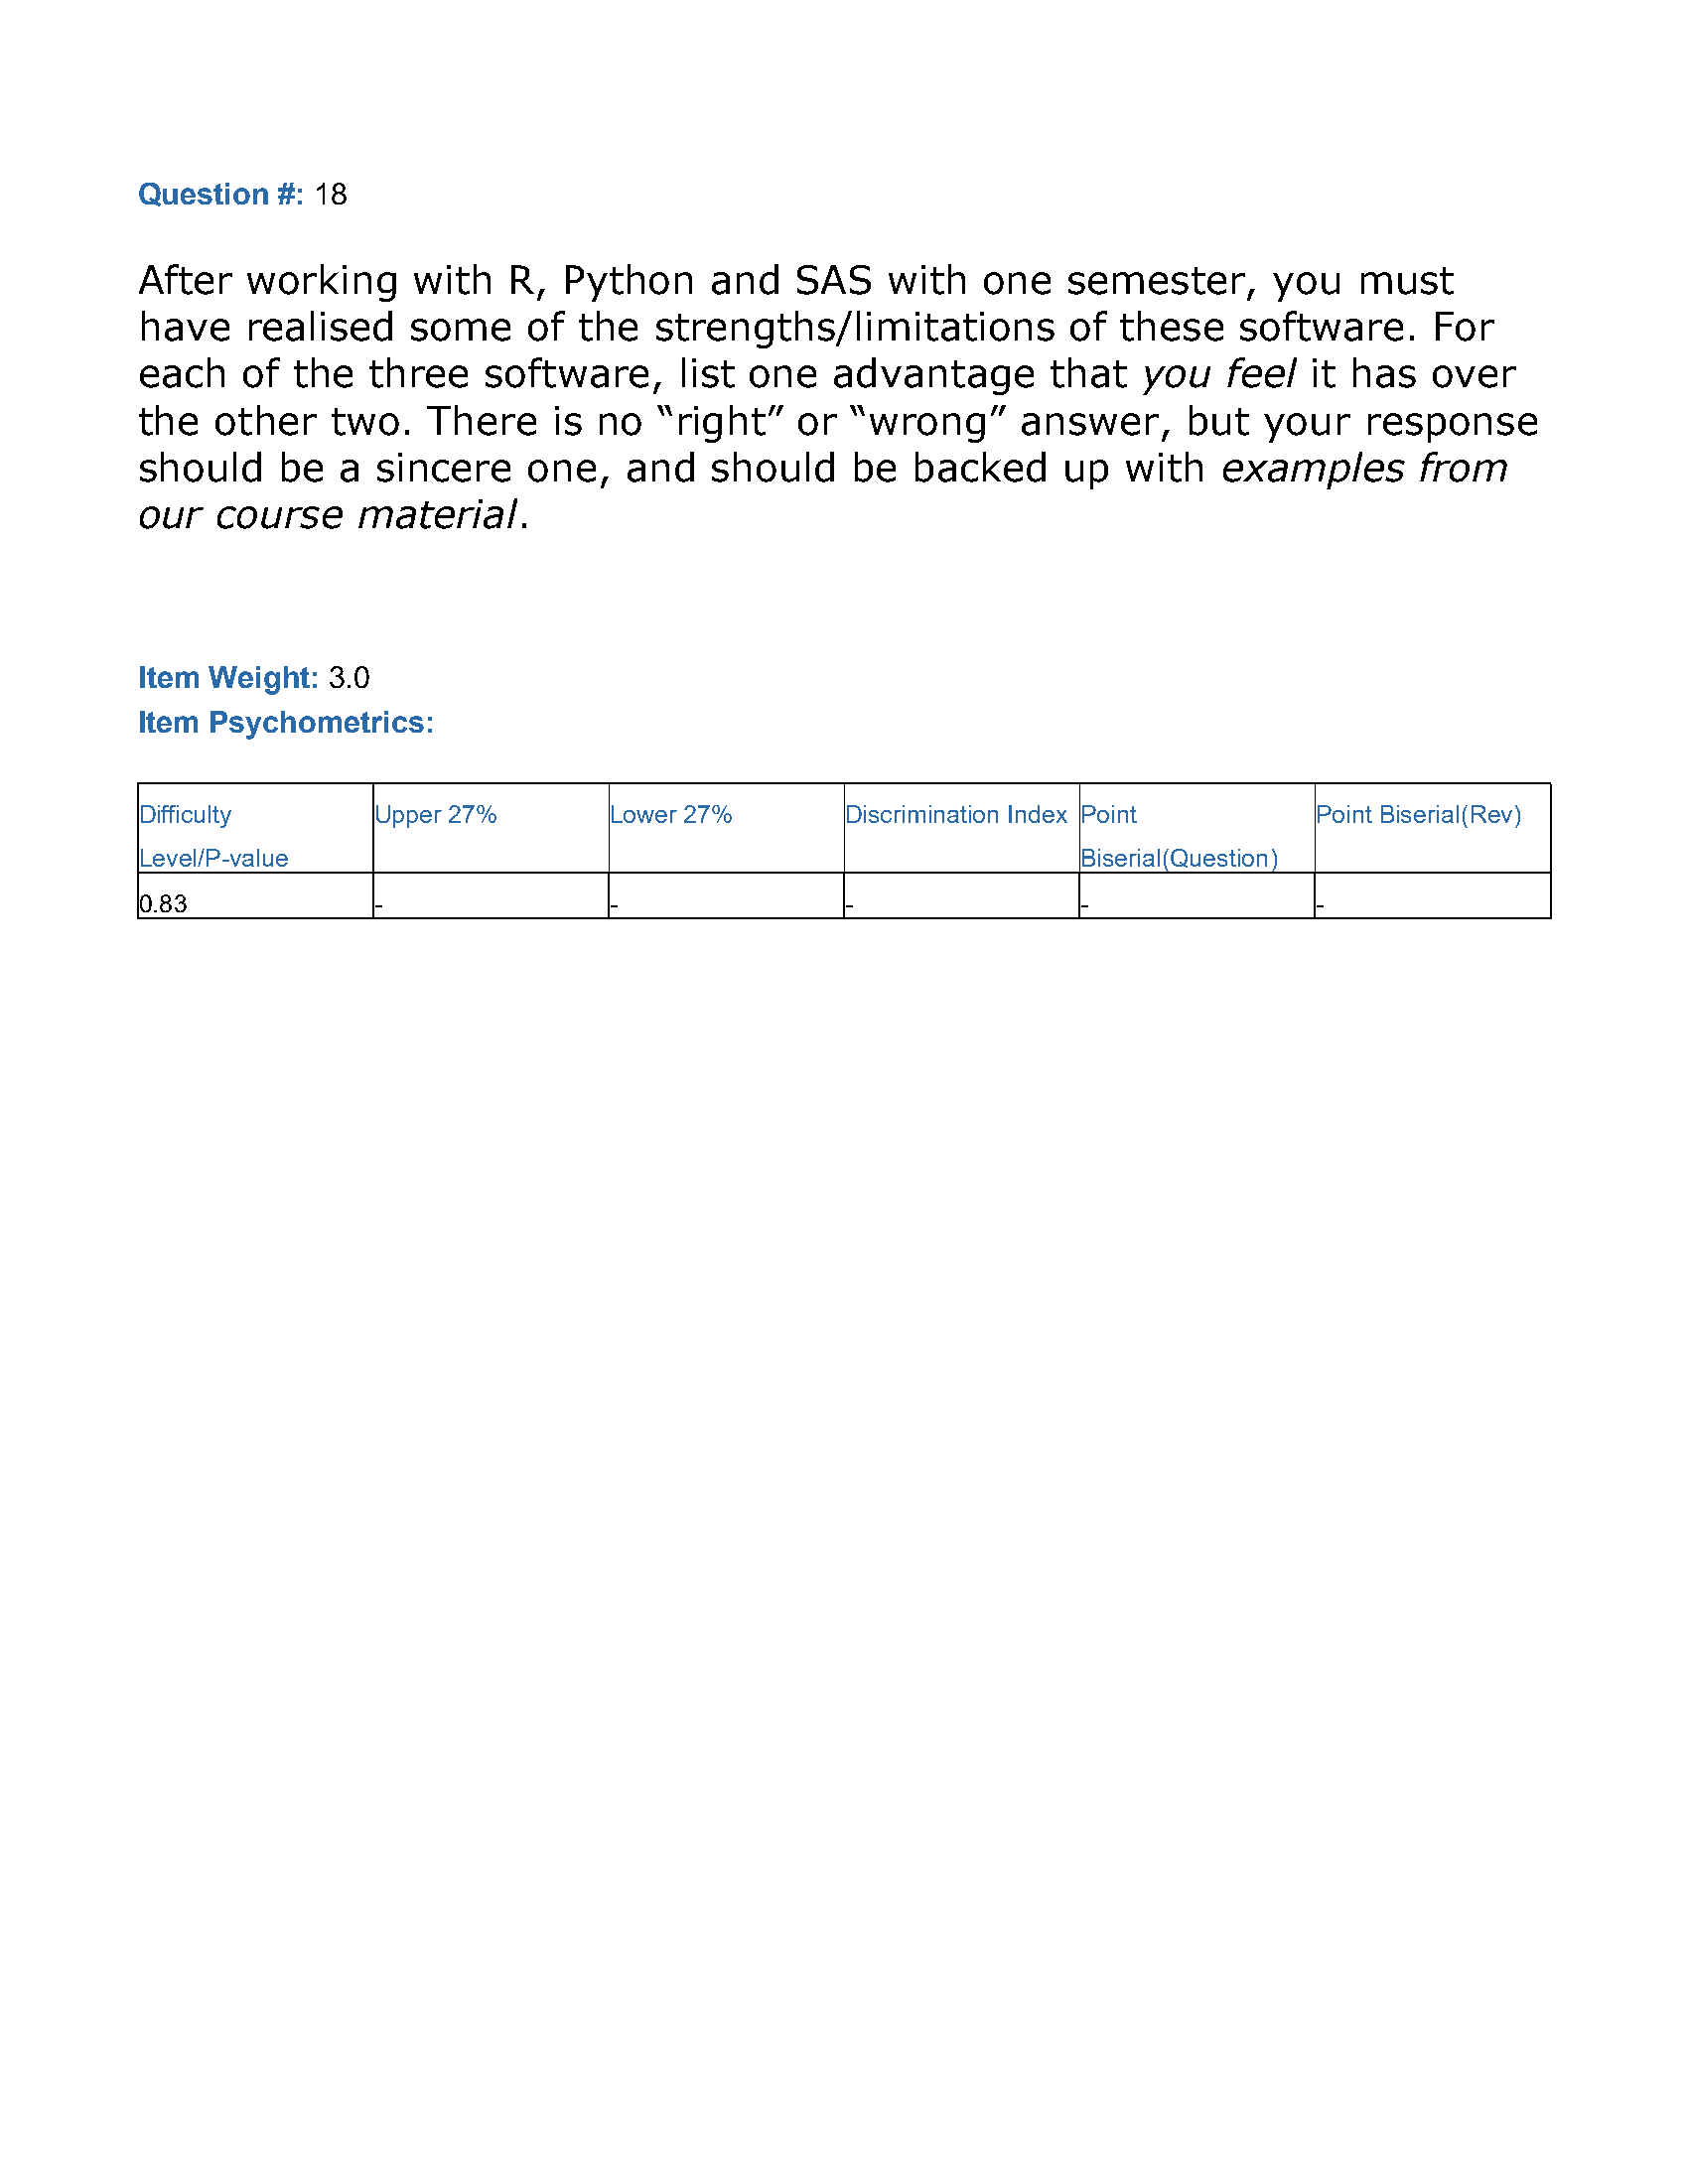 Question #: 18
After working with R, Python and SAS with one semester, you must
have realised some of the strengths/limitations of these software. For
each of the three software, list one advantage that you feel it has over
the other two. There is no “right” or “wrong” answer, but your response
should be a sincere one, and should be backed up with examples from
our course material.
Item Weight: 3.0
Item Psychometrics:
Difficulty Level/P-value Upper 27% Lower 27% Discrimination Index Point Biserial(Question) Point Biserial(Rev)
0.83 - - - - -